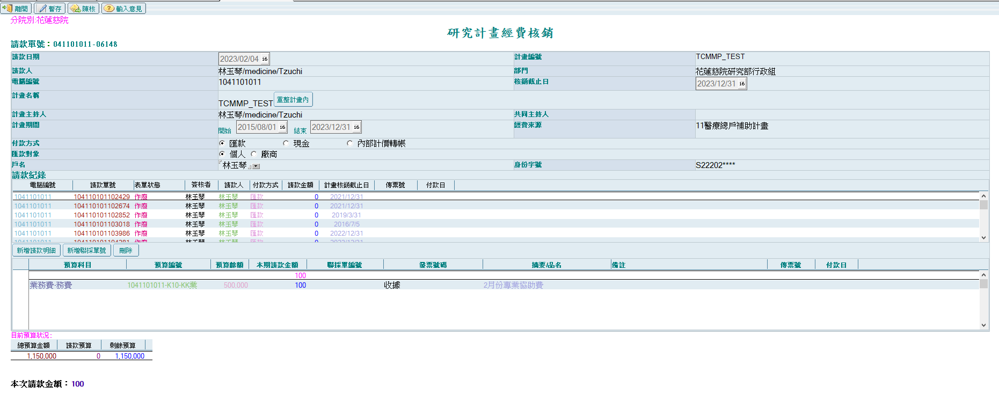 離開 暫存 陳核 輸入意見
分院別:花蓮慈院
研究計畫經費核銷
請款單號：041101011-06148
請款日期 2023/02/04 16 計畫編號 TCMMP_TEST
請款人 林玉琴/medicine/Tzuchi 部門 花蓮慈院研究部行政組
電腦編號 1041101011 核銷截止日 2023/12/31 16
計畫名稱 TCMMP_TEST 重整計畫內
計畫主持人 林玉琴/medicine/Tzuchi 共同主持人
計畫期間 開始 2015/08/01 16 結束 2023/12/31 16 經費來源 11醫療總戶補助計畫
付款方式 匯款 現金 內部計價轉帳
匯款對象 個人 廠商
戶名 林玉琴 身份字號 S22202****
請款紀錄
電腦編號 請款單號 表單狀態 簽核者 請款人 付款方式 請款金額 計畫核銷截止日 傳票號 付款日
1041101011 104110101102429 作廢 林玉琴 林玉琴 匯款 0 2021/12/31
1041101011 104110101102674 作廢 林玉琴 林玉琴 匯款 0 2021/12/31
1041101011 104110101102852 作廢 林玉琴 林玉琴 匯款 0 2019/3/31
1041101011 104110101103018 作廢 林玉琴 林玉琴 匯款 0 2016/7/5
1041101011 104110101103986 作廢 林玉琴 林玉琴 匯款 0 2022/12/31
新增請款明細 新增聯採單號 刪除
預算科目 預算編號 預算餘額 本期請款金額 聯採單編號 發票號碼 摘要/品名 備註 傳票號 付款日
100
業務費-務費 1041101011-K10-KK業 500,000 100 收據 2月份專業協助費
目前預算狀況:
總預算金額 請款預算 剩餘預算
1,150,000 0 1,150,000
本次請款金額：100